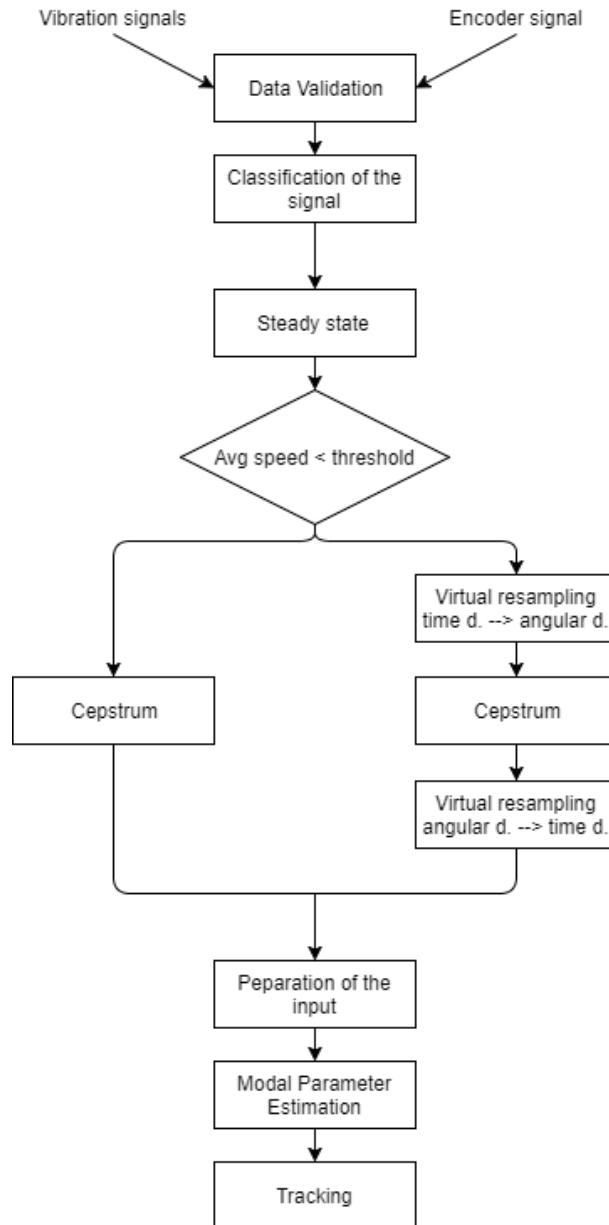 Vibration signals
Encoder signal
Data Validation
Classification of the
signal
Steady state
Avg speed < threshold
Virtual resampling
time d. --> angular d.
Cepstrum
Cepstrum
Virtual resampling
angular d. --> time d.
Peparation of the
input
Modal Parameter
Estimation
Tracking